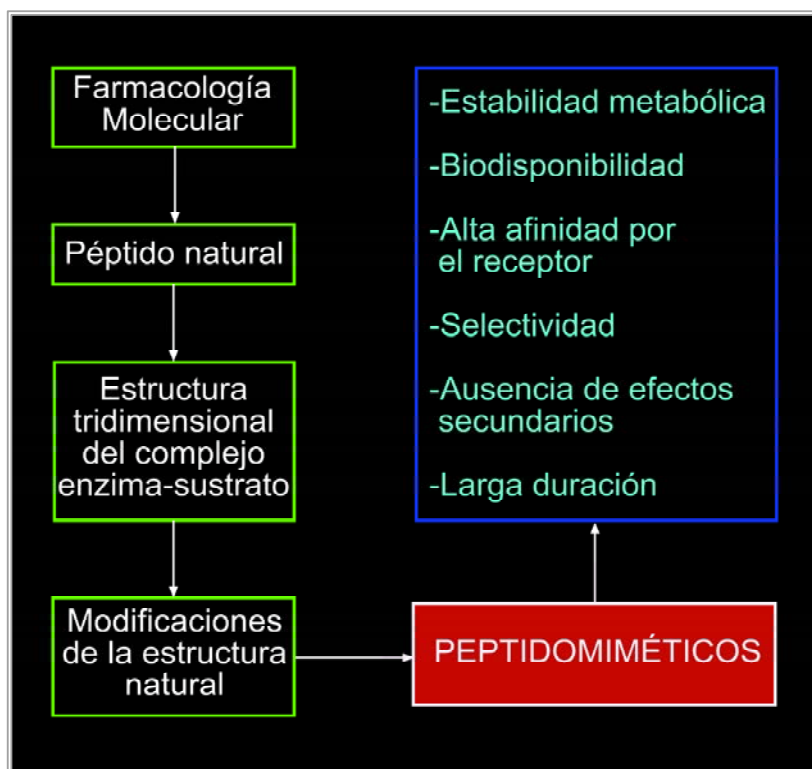 Farmacología
Molecular
Péptido natural
Estructura
tridimensional
del complejo
enzima-sustrato
Modificaciones
de la estructura
natural
PEPTIDOMIMÉTICOS
-Estabilidad metabólica
-Biodisponibilidad
-Alta afinidad por
el receptor
-Selectividad
-Ausencia de efectos
secundarios
-Larga duración